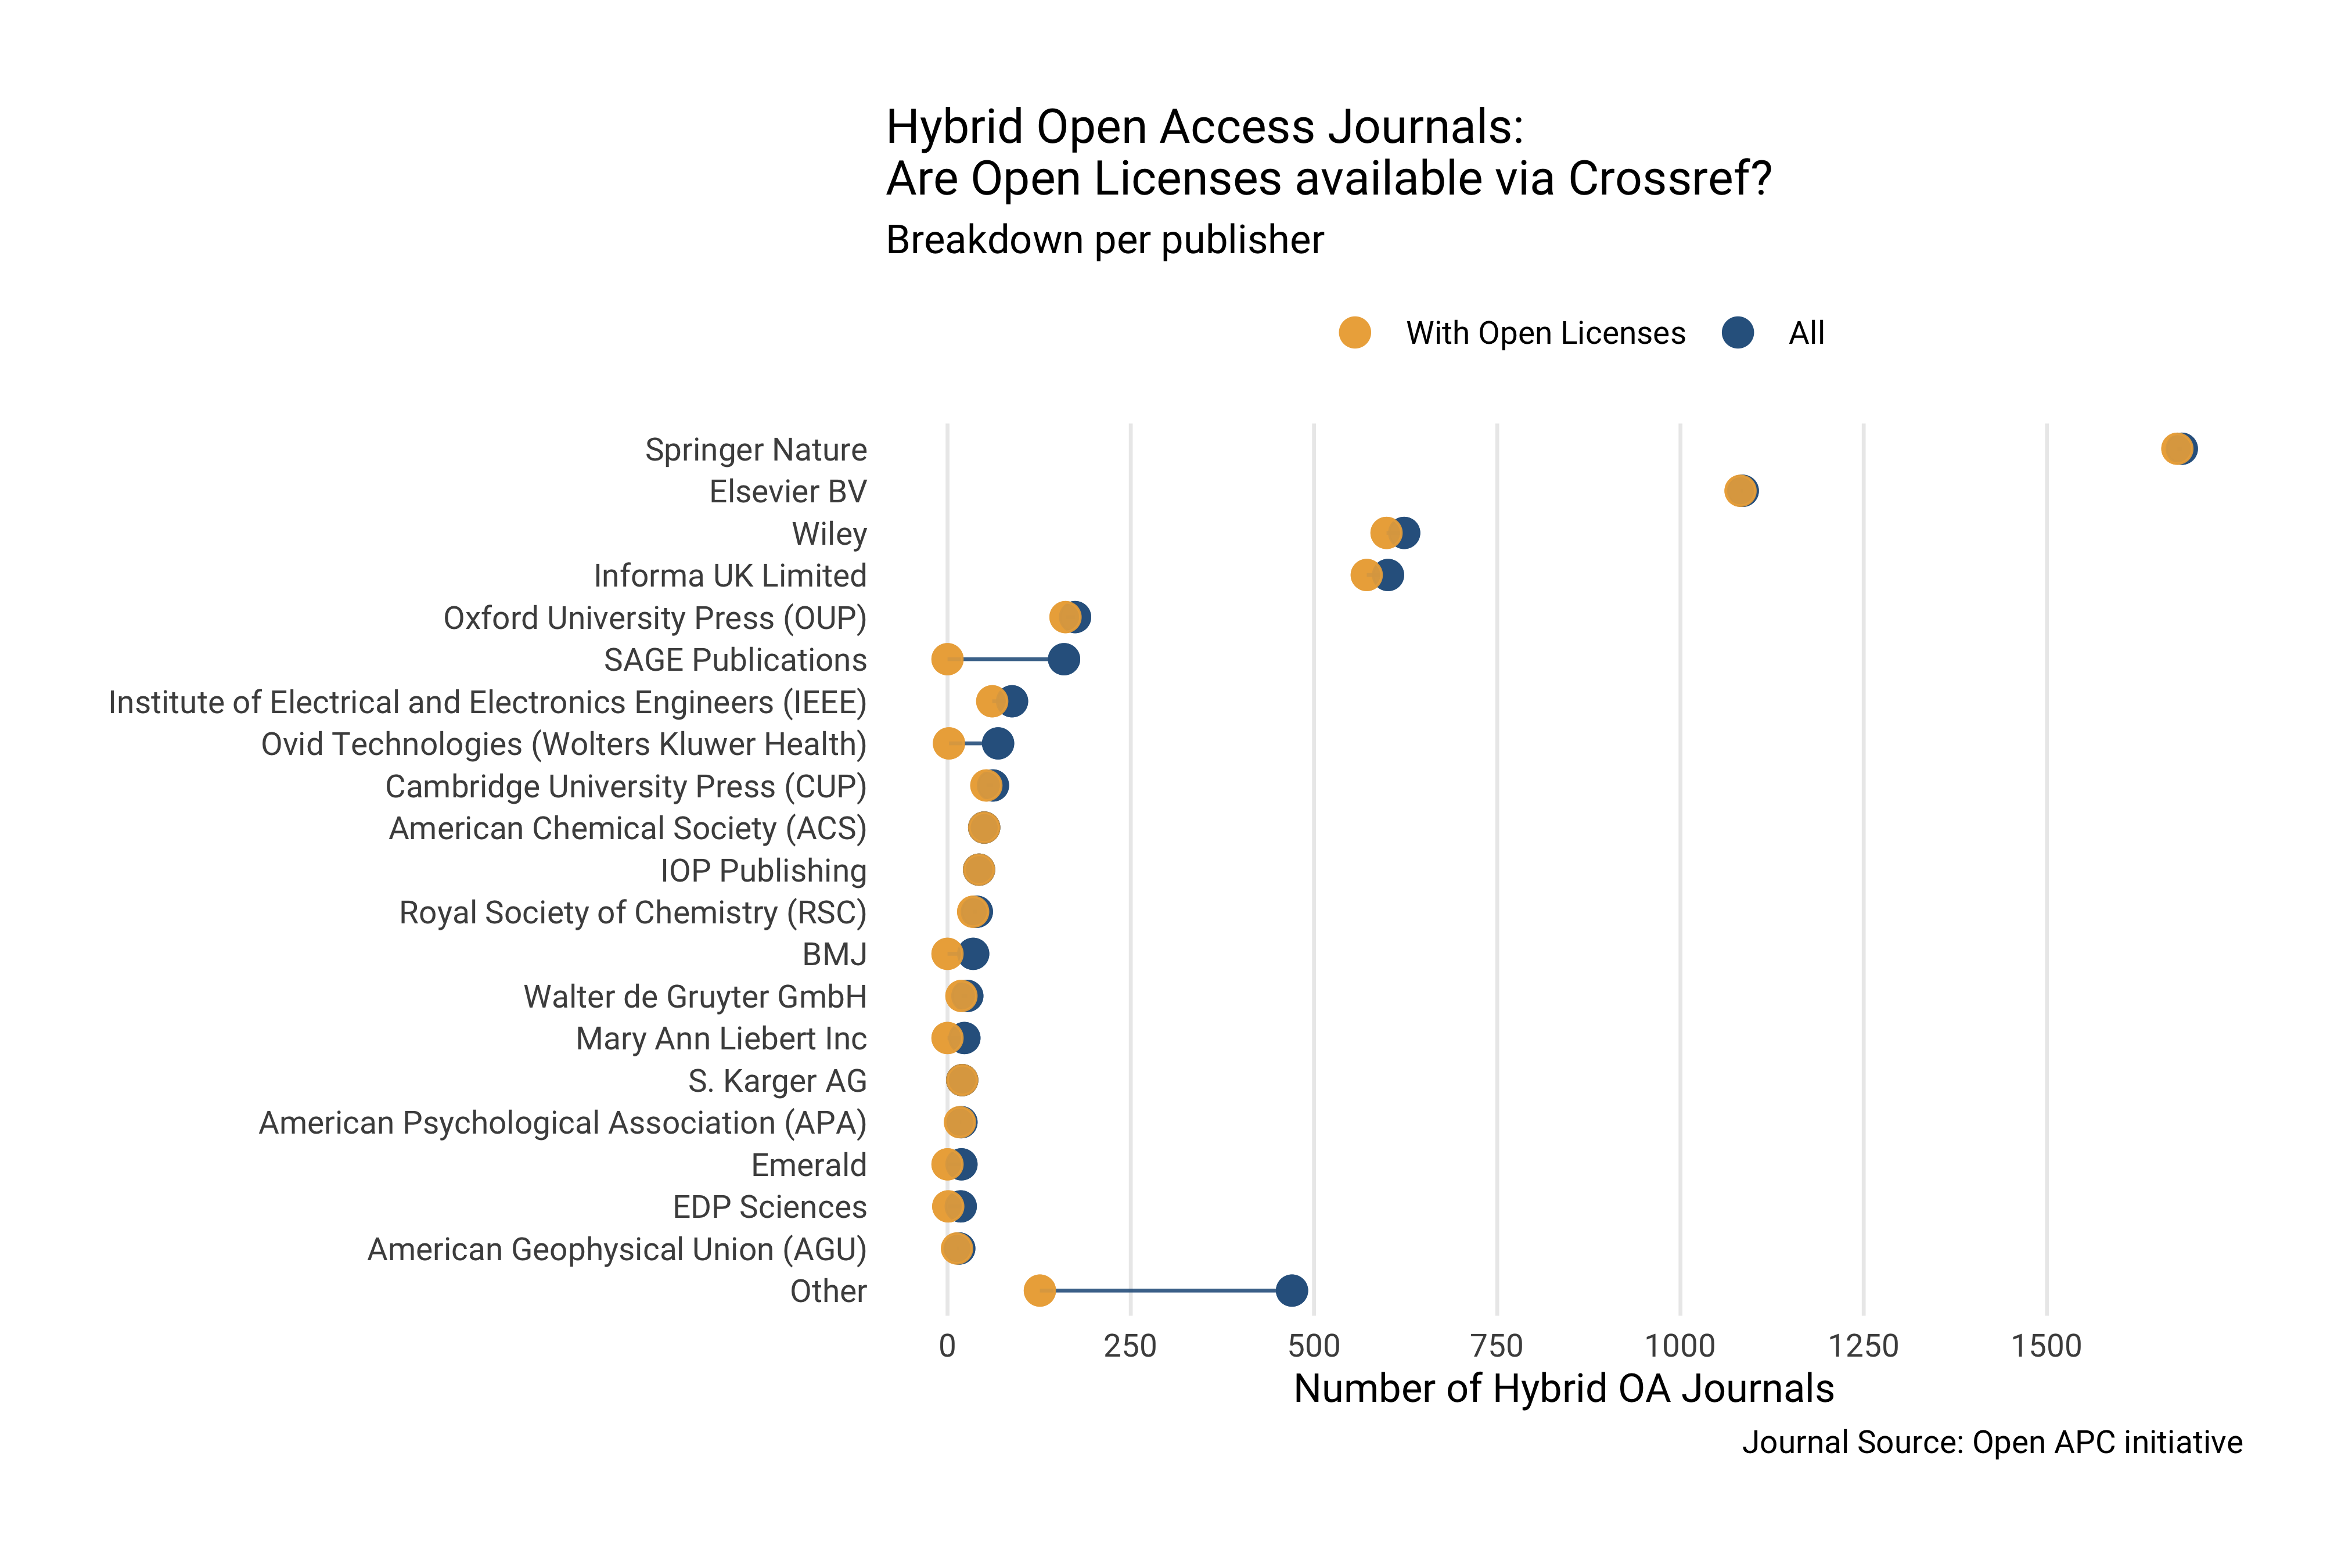 Hybrid Open Access Journals:
Are Open Licenses available via Crossref?
Breakdown per publisher
With Open Licenses
All
Springer Nature
Elsevier BV
Wiley
Informa UK Limited
Oxford University Press (OUP)
SAGE Publications
Institute of Electrical and Electronics Engineers (IEEE)
Ovid Technologies (Wolters Kluwer Health)
Cambridge University Press (CUP)
American Chemical Society (ACS)
IOP Publishing
Royal Society of Chemistry (RSC)
BMJ
Walter de Gruyter GmbH
Mary Ann Liebert Inc
S. Karger AG
American Psychological Association (APA)
Emerald
EDP Sciences
American Geophysical Union (AGU)
Other
0 250 500 750 1000 1250 1500
Number of Hybrid OA Journals
Journal Source: Open APC initiative